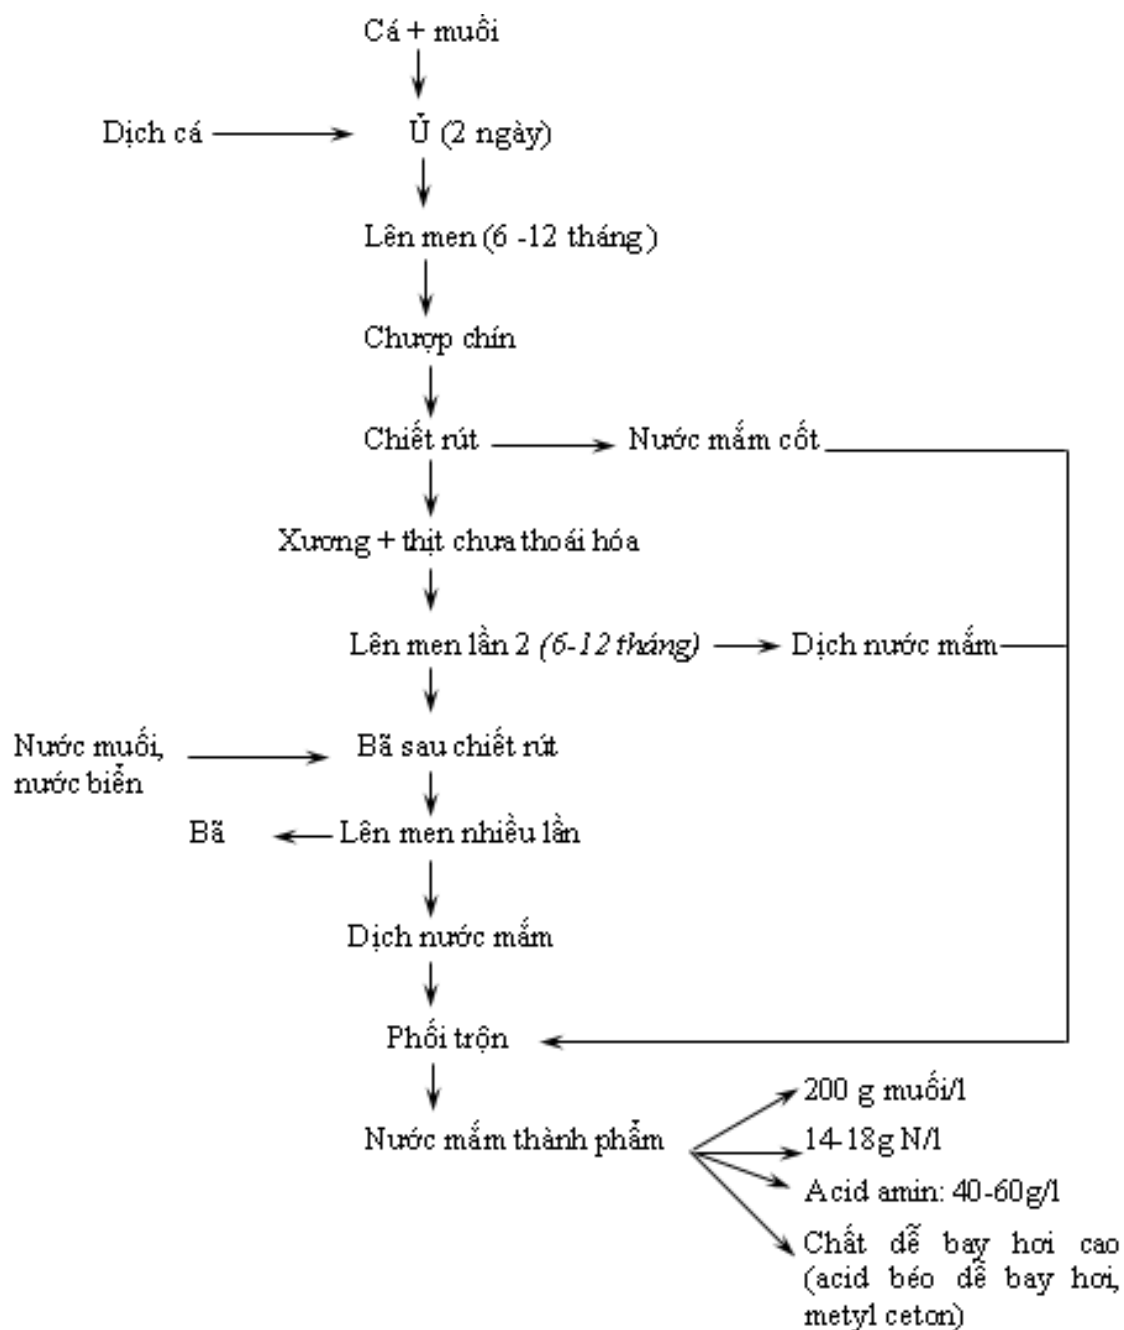 Cá + muối
Dịch cá
Ủ (2 ngày)
Lên men (6 -12 tháng)
Chượp chín
Chiết rút
Nước mắm cốt
Xương + thịt chưa thoái hóa
Lên men lần 2 (6-12 tháng)
Dịch nước mắm
Nước muối,
nước biển
Bã sau chiết rút
Bã
Lên men nhiều lần
Dịch nước mắm
Phối trộn
Nước mắm thành phẩm
200 g muối/l
14-18g N/l
Acid amin: 40-60g/l
Chất dễ bay hơi cao
(acid béo dễ bay hơi,
metyl ceton)